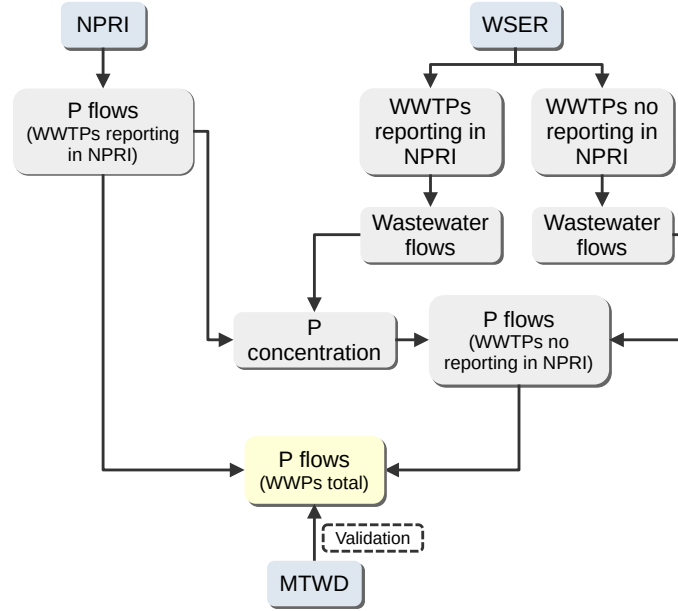 NPRI
WSER
P flows
(WWTPs reporting
in NPRI)
WWTPs
reporting in
NPRI
WWTPs no
reporting in
NPRI
Wastewater
flows
Wastewater
flows
P
concentration
P flows
(WWTPs no
reporting in NPRI)
P flows
(WWPs total)
Validation
MTWD